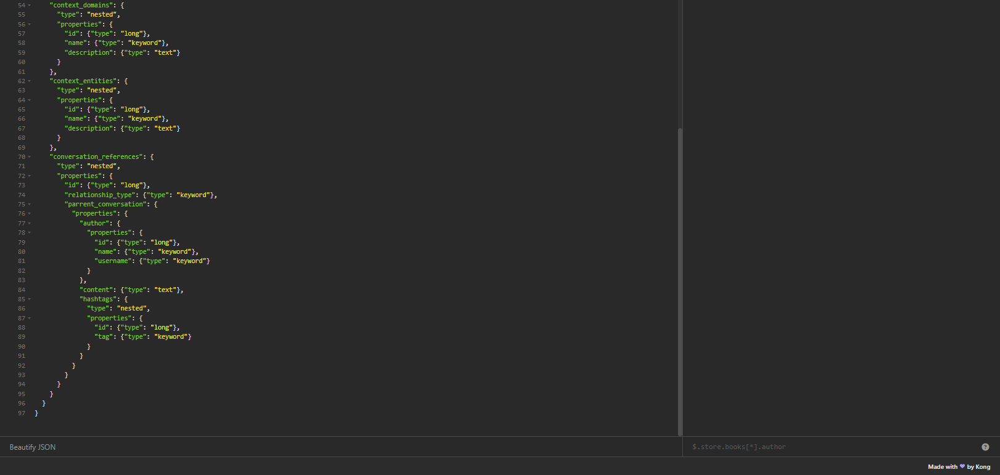 54 "context_domains": {
55 "type": "nested",
56 "properties": {
57 "id": {"type": "long"},
58 "name": {"type": "keyword"},
59 "description": {"type": "text"}
60 }
61 },
62 "context_entities": {
63 "type": "nested",
64 "properties": {
65 "id": {"type": "long"},
66 "name": {"type": "keyword"},
67 "description": {"type": "text"}
68 }
69 },
70 "conversation_references": {
71 "type": "nested",
72 "properties": {
73 "id": {"type": "long"},
74 "relationship_type": {"type": "keyword"},
75 "parrent_conversation": {
76 "properties": {
77 "author": {
78 "properties": {
79 "id": {"type": "long"},
80 "name": {"type": "keyword"},
81 "username": {"type": "keyword"}
82 }
83 },
84 "content": {"type": "text"},
85 "hashtags": {
86 "type": "nested",
87 "properties": {
88 "id": {"type": "long"},
89 "tag": {"type": "keyword"}
90 }
91 }
92 }
93 }
94 }
95 }
96 }
97 }
Beautify JSON
$.store.books[*].author
?
Made with 💜 by Kong